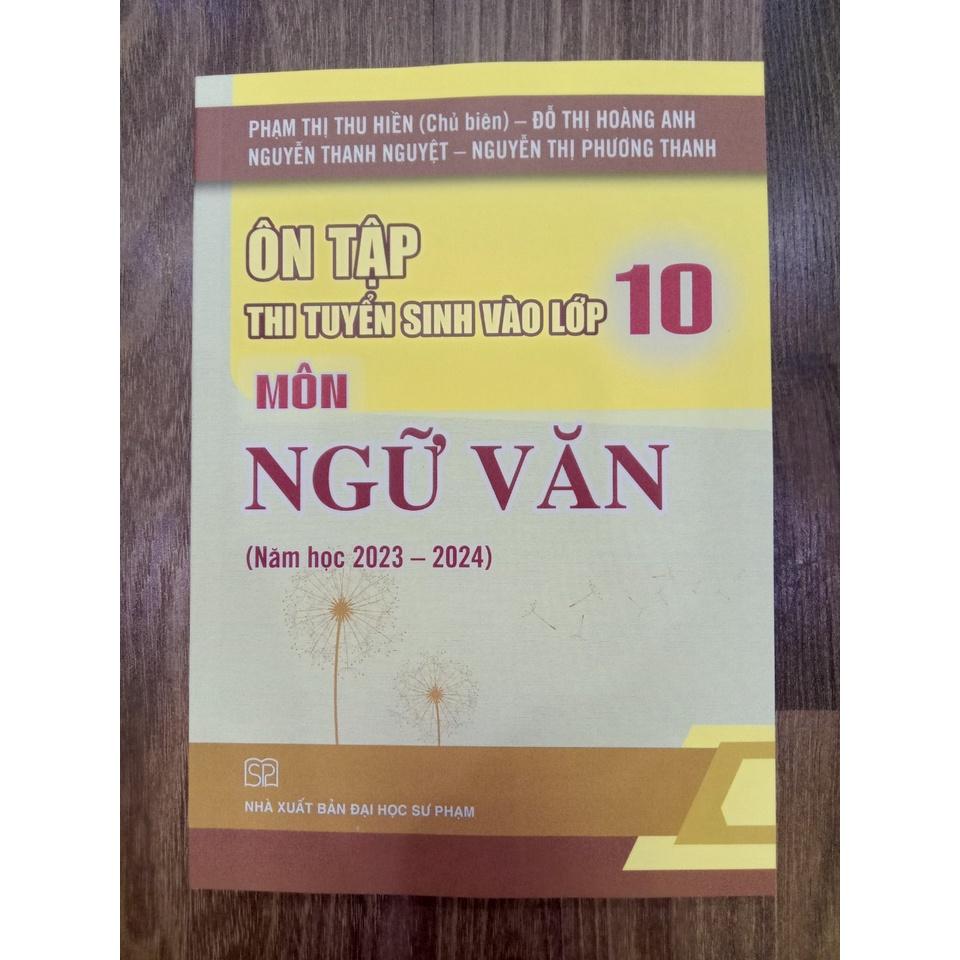 PHẠM THỊ THU HIỀN (Chủ biên) – ĐỖ THỊ HOÀNG ANH
NGUYỄN THANH NGUYỆT – NGUYỄN THỊ PHƯƠNG THANH
ÔN TẬP
THI TUYỂN SINH VÀO LỚP 10
MÔN
NGỮ VĂN
(Năm học 2023 – 2024)
SP
NHÀ XUẤT BẢN ĐẠI HỌC SƯ PHẠM